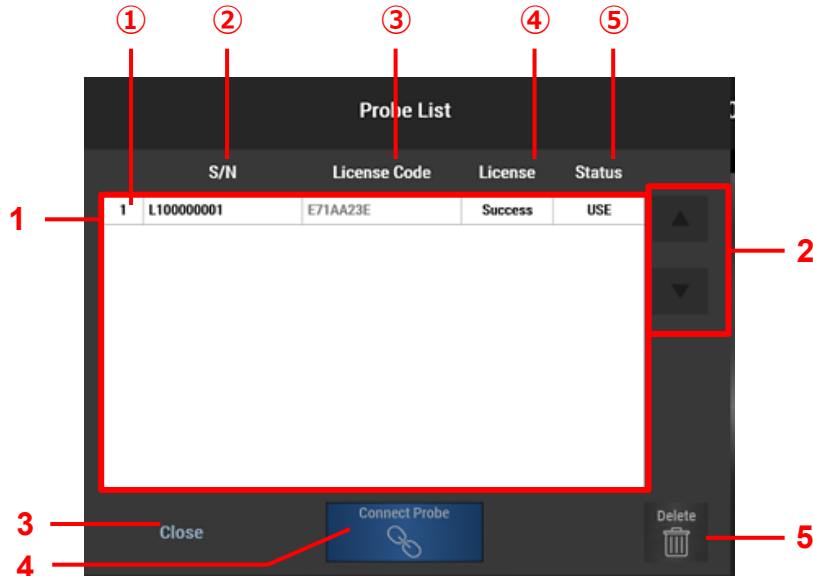 ① ② ③ ④ ⑤
Probe List
S/N License Code License Status
1
1 L100000001 E71AA23E Success USE
2
3
Close
Connect Probe
Delete
4
5